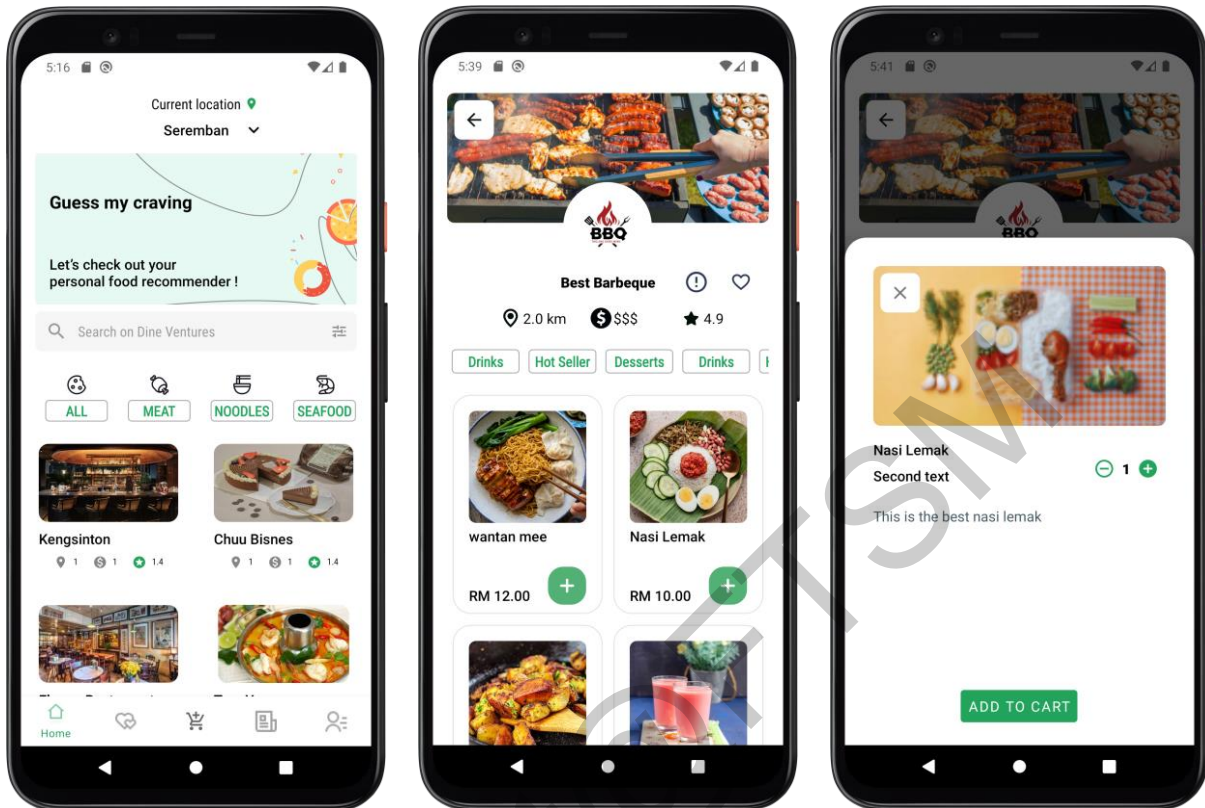 5:16
Current location
Seremban
Guess my craving
Let's check out your
personal food recommender !
Search on Dine Ventures
ALL
MEAT
NOODLES
SEAFOOD
Kengsinton
1
1
1.4
Chuu Bisnes
1
1
1.4
Home
5:39
BBQ
Best Barbeque
2.0 km
$$$
4.9
Drinks
Hot Seller
Desserts
Drinks
wantan mee
RM 12.00
Nasi Lemak
RM 10.00
5:41
BBQ
Nasi Lemak
Second text
1
This is the best nasi lemak
ADD TO CART
FTSM